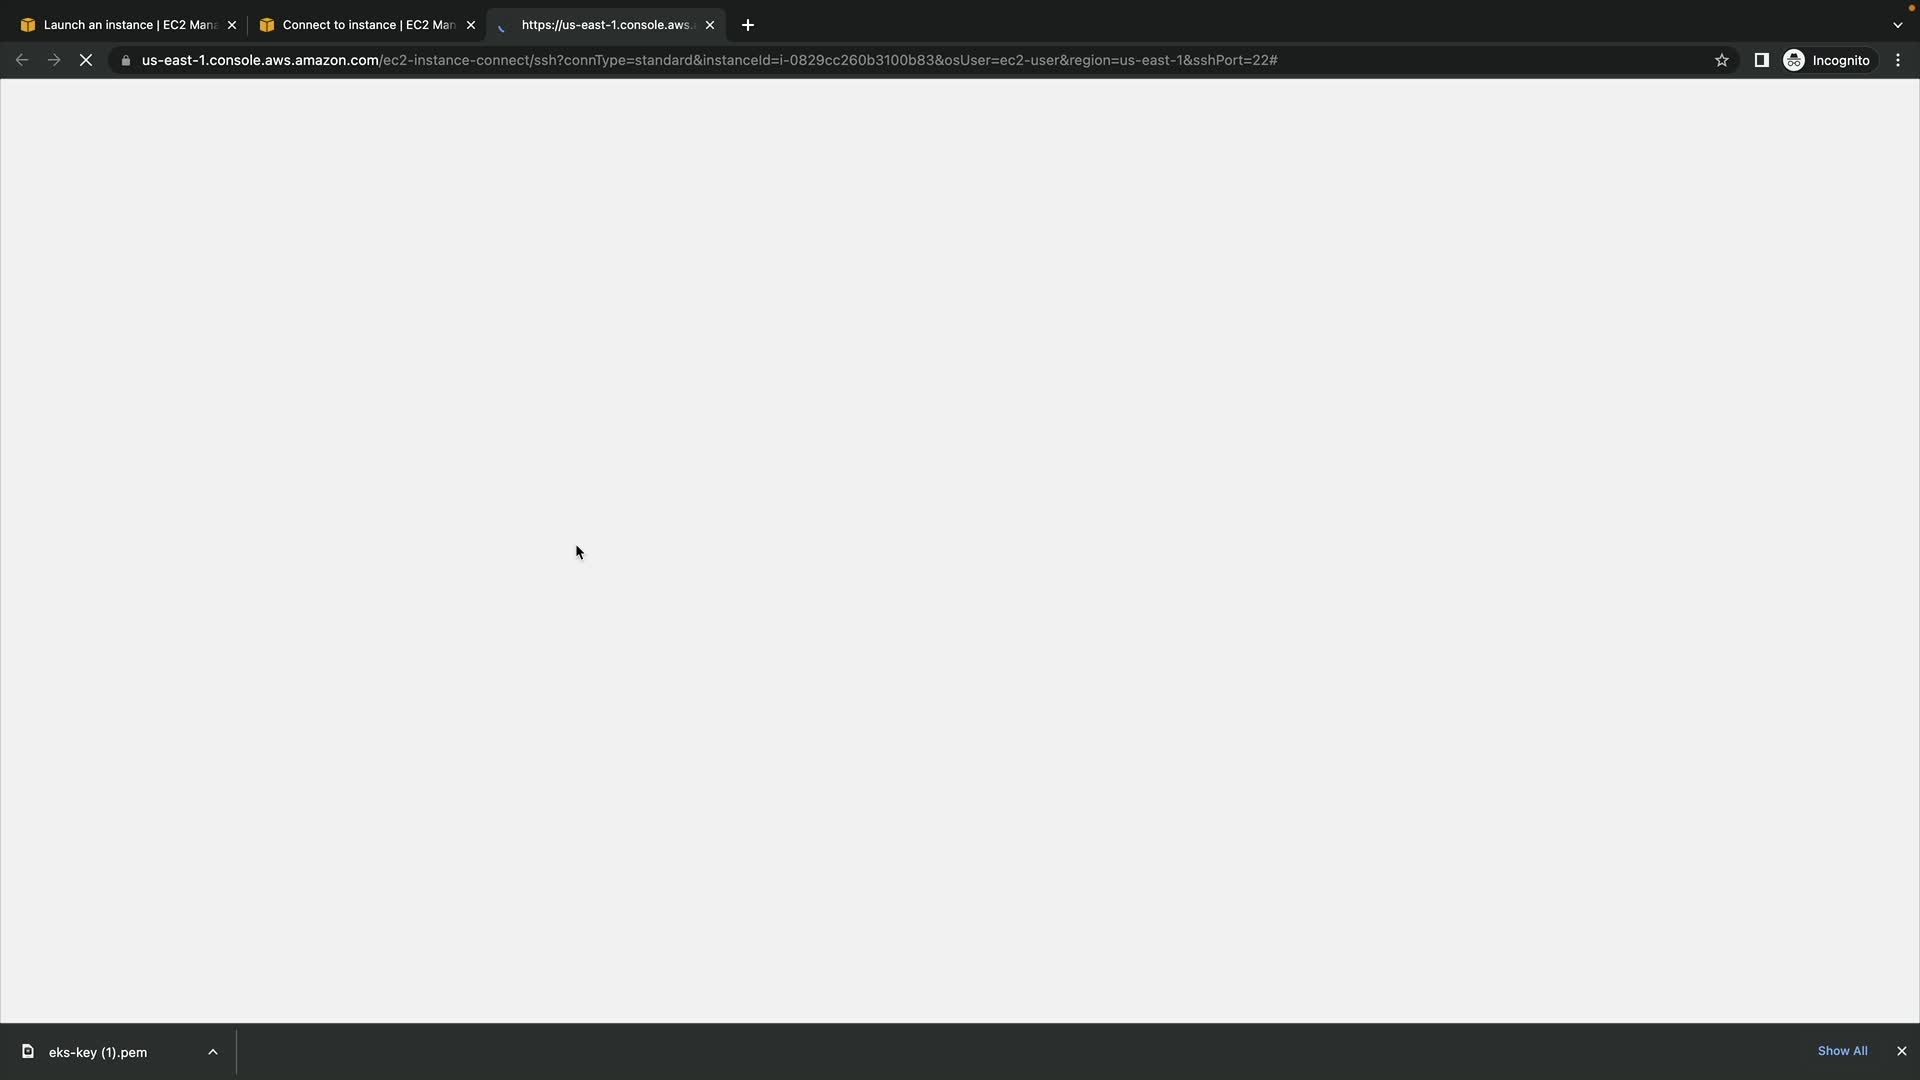 Launch an instance | EC2 Mana
Connect to instance | EC2 Man
https://us-east-1.console.aws.
us-east-1.console.aws.amazon.com/ec2-instance-connect/ssh?connType=standard&instanceId=i-0829cc260b3100b83&osUser=ec2-user&region=us-east-1&sshPort=22#
Incognito
eks-key (1).pem
Show All